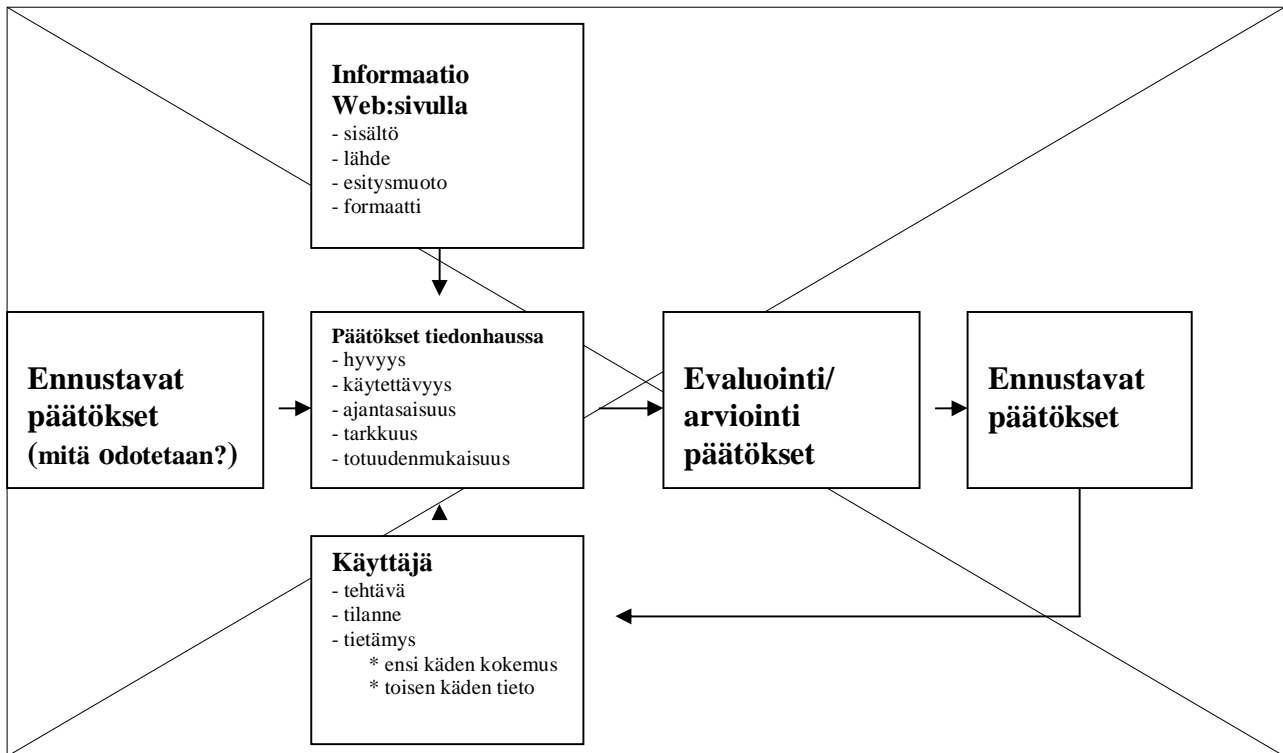 Informaatio
Web:sivulla
- sisältö
- lähde
- esitysmuoto
- formaatti
Ennustavat
päätökset
(mitä odotetaan?)
Päätökset tiedonhaussa
- hyvyys
- käytettävyys
- ajantasaisuus
- tarkkuus
- totuudenmukaisuus
Evaluointi/
arviointi
päätökset
Ennustavat
päätökset
Käyttäjä
- tehtävä
- tilanne
- tietämys
* ensi käden kokemus
* toisen käden tieto